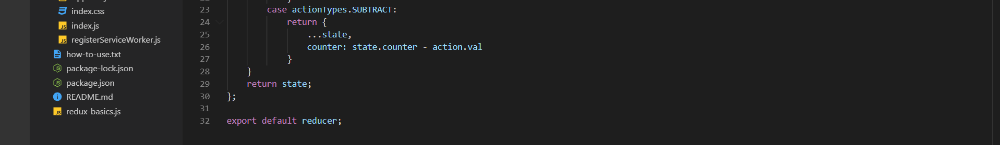 index.css
index.js
registerServiceWorker.js
how-to-use.txt
package-lock.json
package.json
README.md
redux-basics.js
23 case actionTypes.SUBTRACT:
24 return {
25 ...state,
26 counter: state.counter - action.val
27 }
28 }
29 return state;
30 };
31
32 export default reducer;